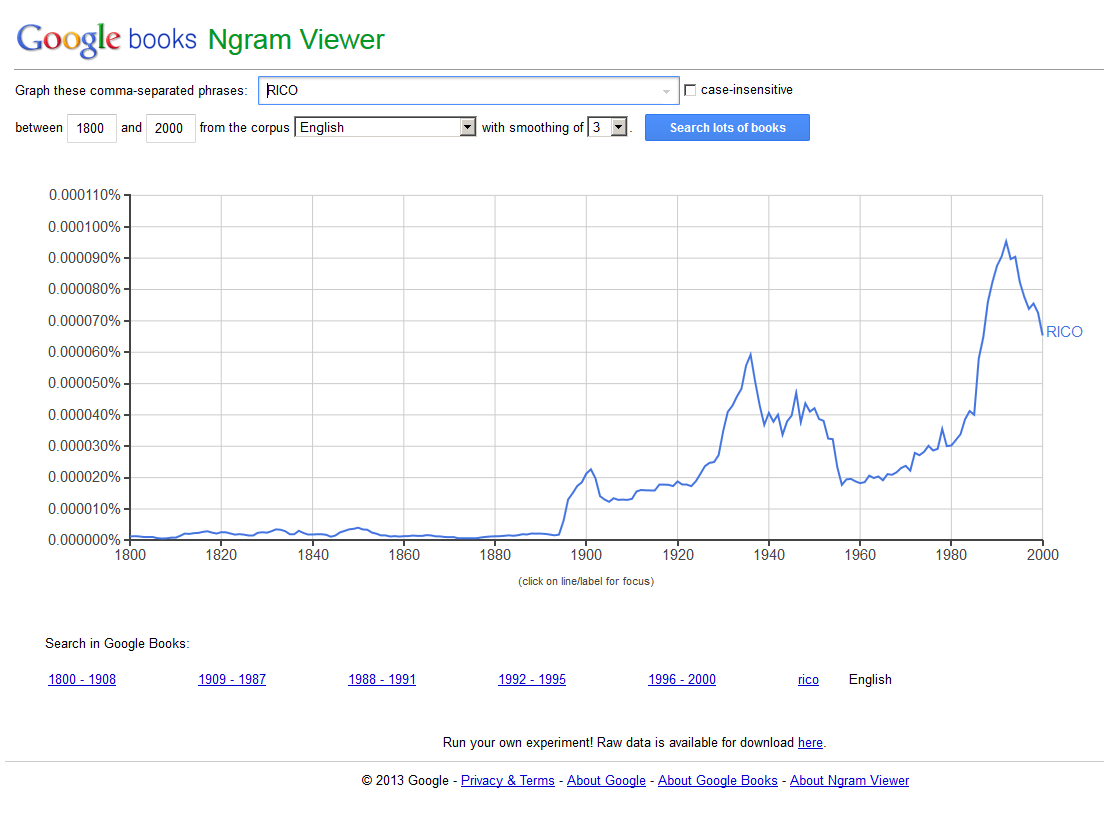 Google books Ngram Viewer
Graph these comma-separated phrases: RICO case-insensitive
between 1800 and 2000 from the corpus English with smoothing of 3 . Search lots of books
0.000110%
0.000100%
0.000090%
0.000080%
0.000070%
RICO
0.000060%
0.000050%
0.000040%
0.000030%
0.000020%
0.000010%
0.000000%
1800 1820 1840 1860 1880 1900 1920 1940 1960 1980 2000
(click on line/label for focus)
Search in Google Books:
1800 - 1908 1909 - 1987 1988 - 1991 1992 - 1995 1996 - 2000 rico English
Run your own experiment! Raw data is available for download here.
© 2013 Google - Privacy & Terms - About Google - About Google Books - About Ngram Viewer